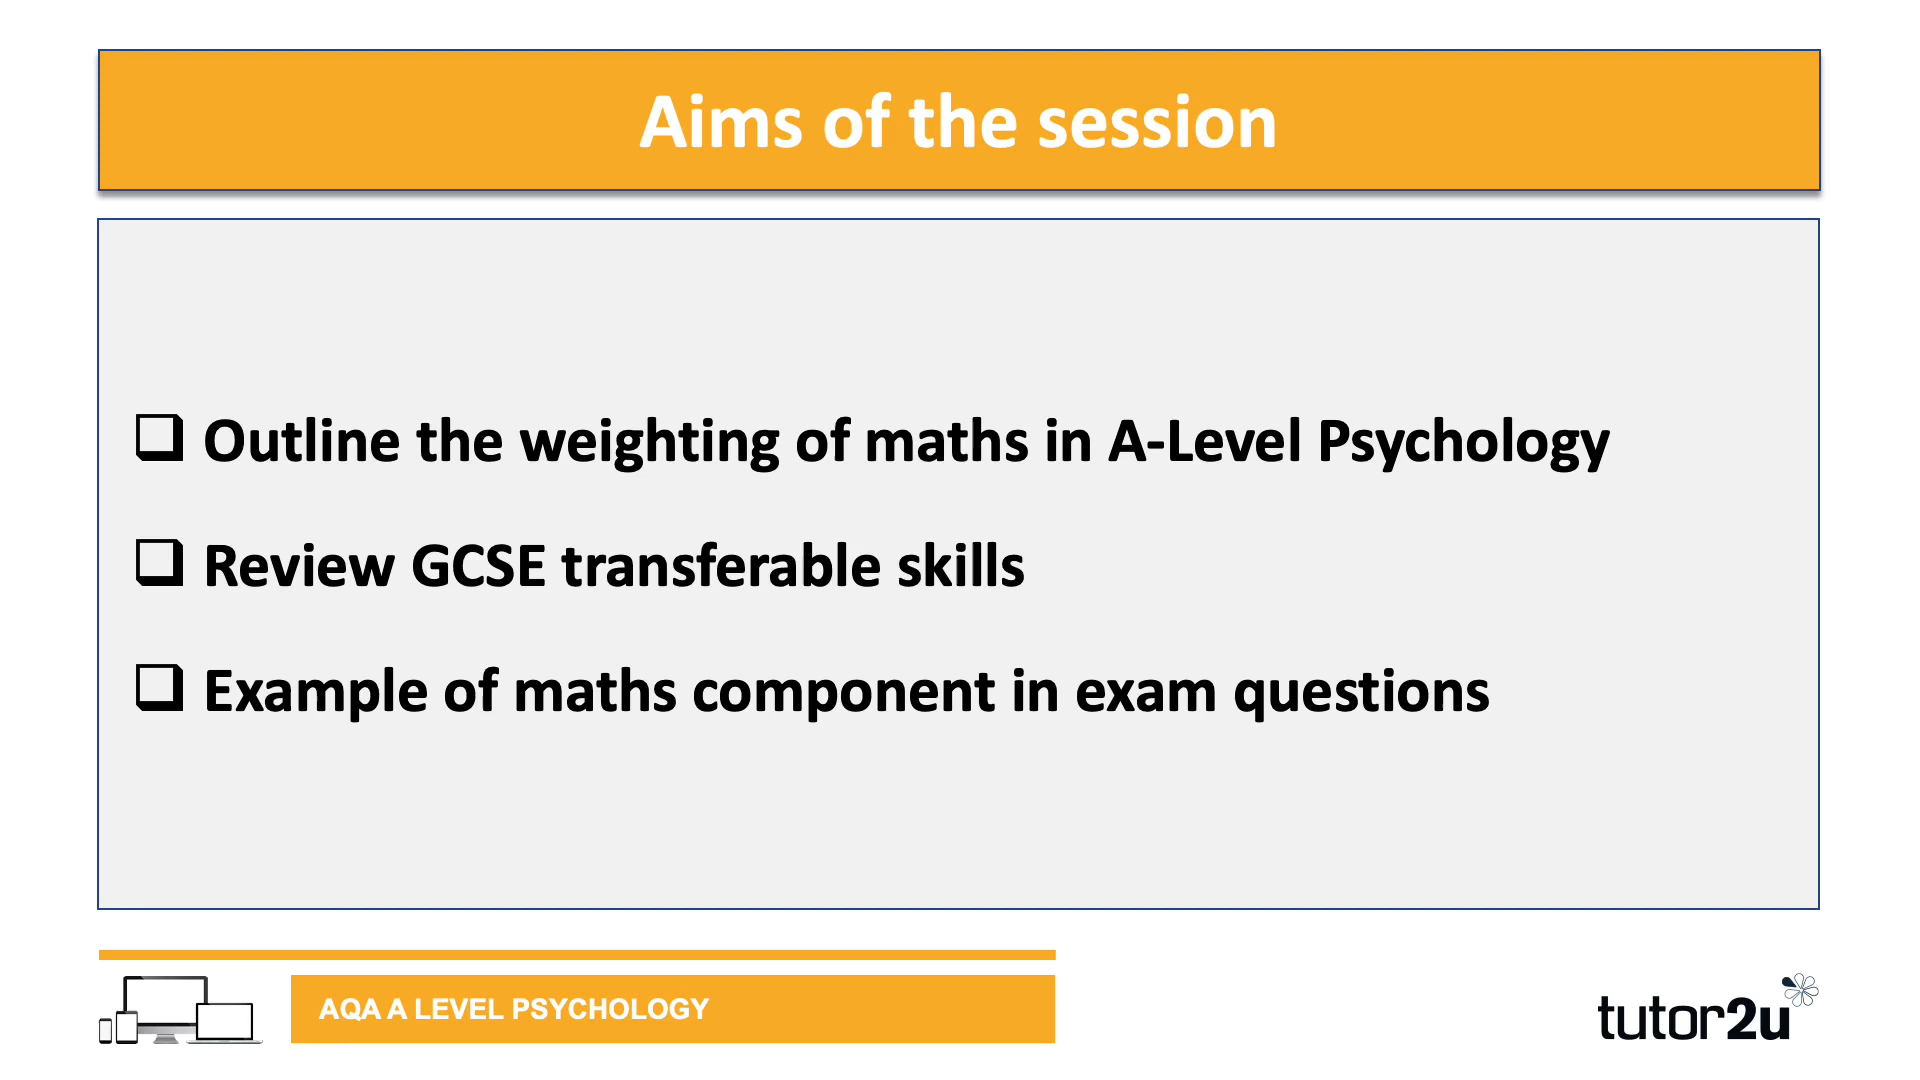 Aims of the session
❑ Outline the weighting of maths in A-Level Psychology
❑ Review GCSE transferable skills
❑ Example of maths component in exam questions
AQA A LEVEL PSYCHOLOGY
tutor2u